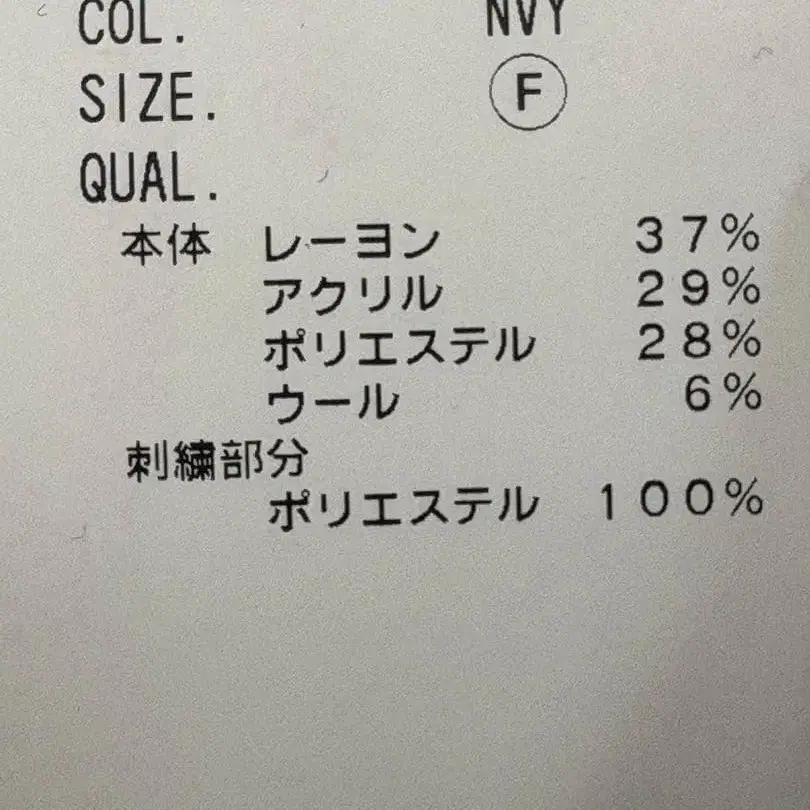 COL. NVY
SIZE. F
QUAL.
本体 レーヨン 37%
アクリル 29%
ポリエステル 28%
ウール 6%
刺繍部分
ポリエステル 100%